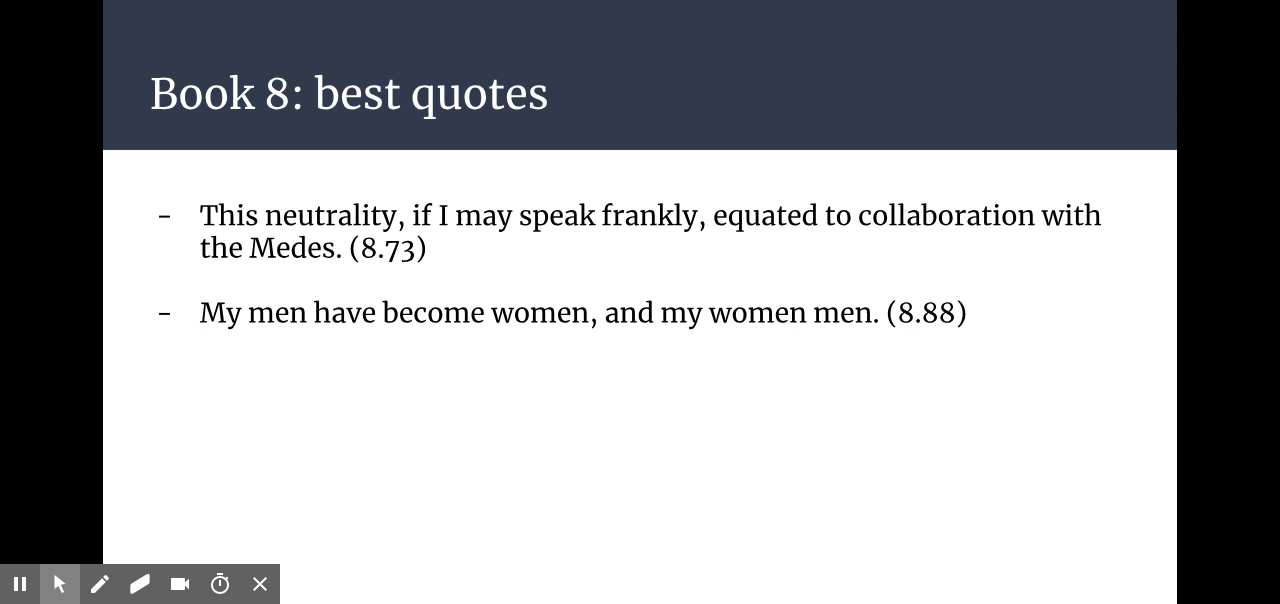 Book 8: best quotes
- This neutrality, if I may speak frankly, equated to collaboration with
the Medes. (8.73)
- My men have become women, and my women men. (8.88)